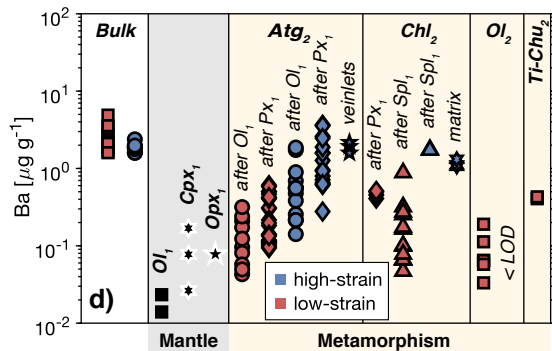 Bulk
Atg₂
Chl₂
Ol₂
Ti-Chu₂
10²
10¹
10⁰
10⁻¹
10⁻²
Ba [µg g⁻¹]
Ol₁
Cpx₁
Opx₁
after Ol₁
after Px₁
after Ol₁
after Px₁
veinlets
after Px₁
after Spl₁
after Spl₁
matrix
< LOD
high-strain
low-strain
d)
Mantle
Metamorphism